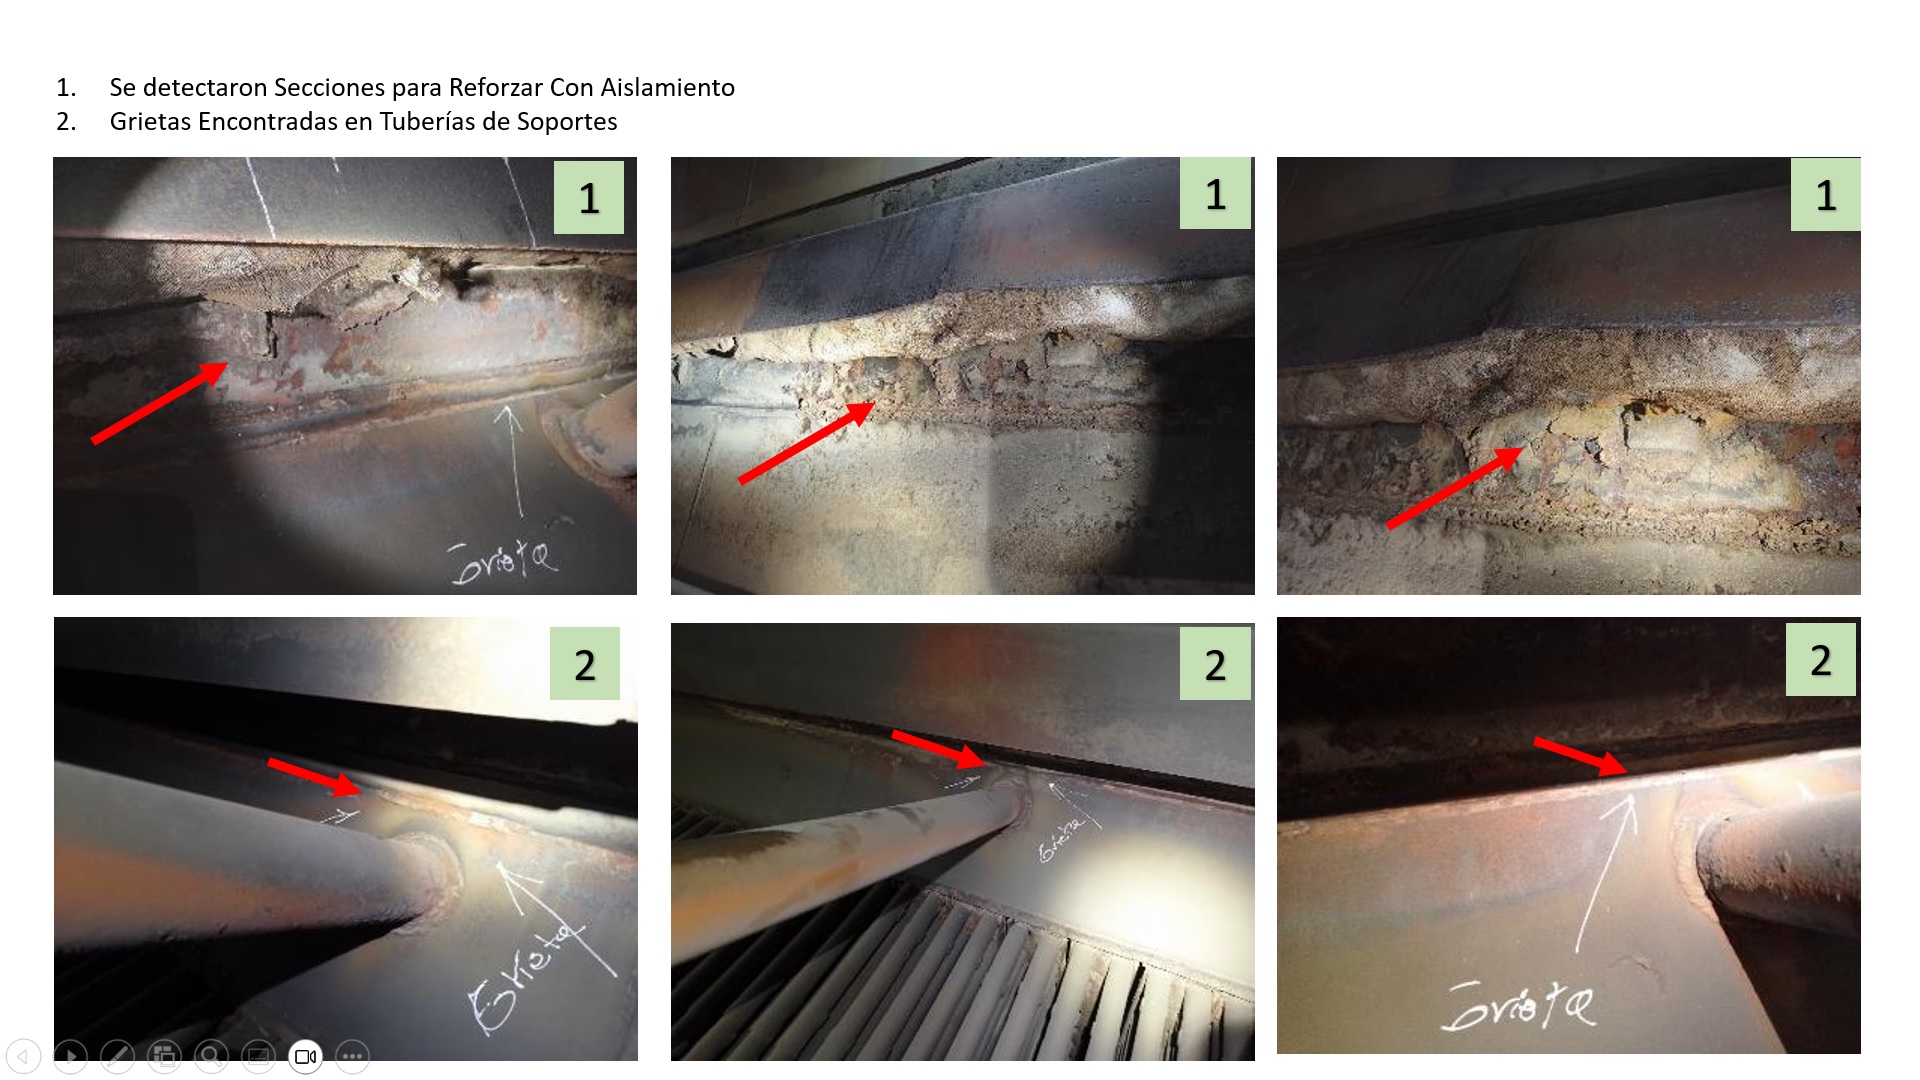 1. Se detectaron Secciones para Reforzar Con Aislamiento
2. Grietas Encontradas en Tuberías de Soportes
1
1
1
Grieta
2
2
2
Grieta
Grieta
Grieta